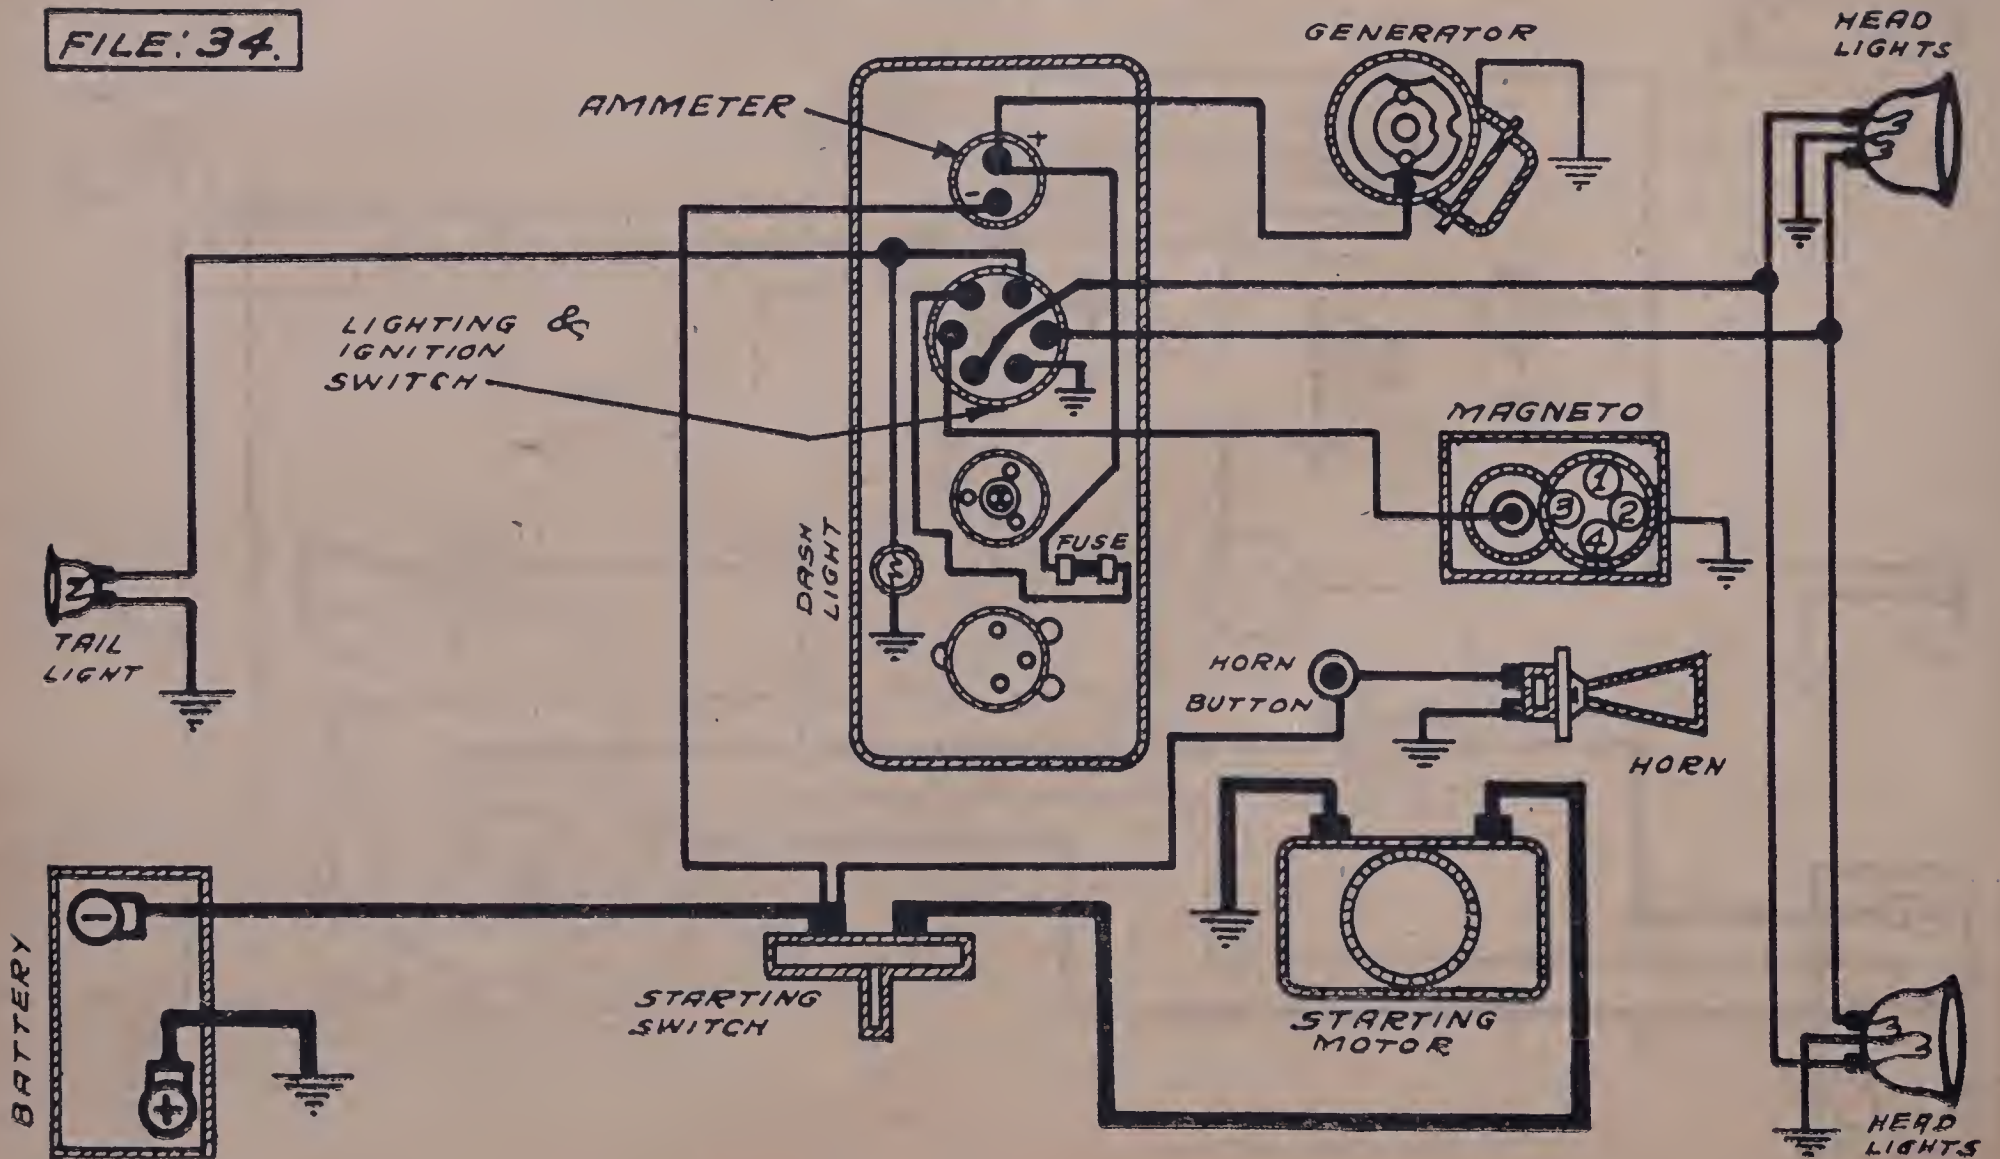 FILE: 34.
AMMETER
GENERATOR
HEAD
LIGHTS
+
-
LIGHTING &
IGNITION
SWITCH
MAGNETO
1
3
2
4
DASH
LIGHT
FUSE
TAIL
LIGHT
HORN
BUTTON
HORN
BATTERY
-
+
STARTING
SWITCH
STARTING
MOTOR
HEAD
LIGHTS